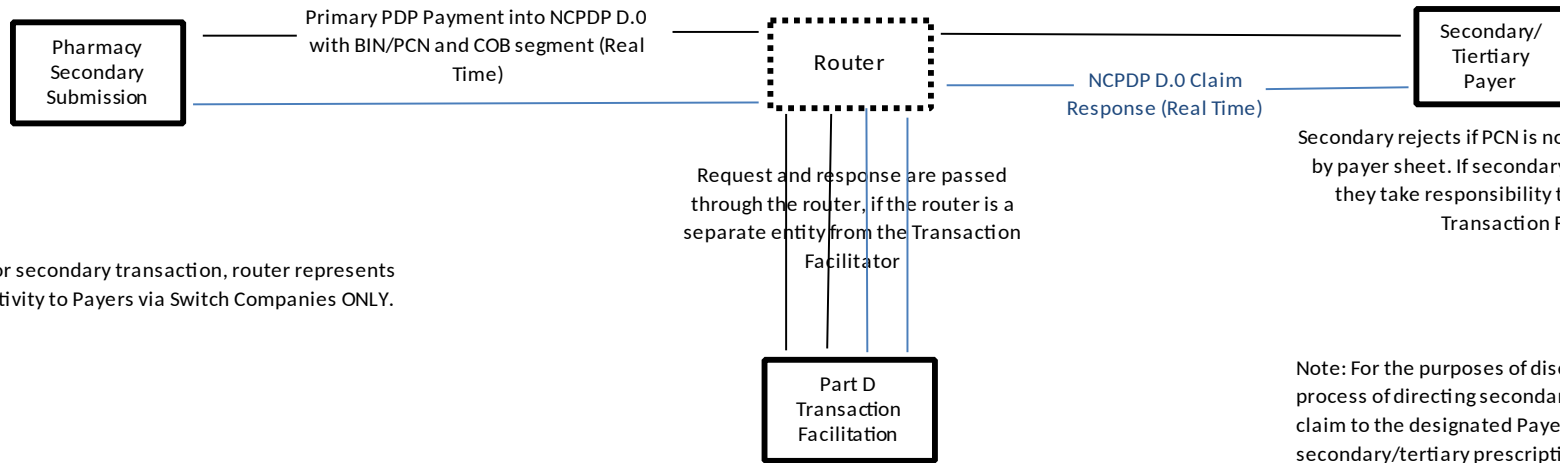 Pharmacy
Secondary
Submission
Primary PDP Payment into NCPDP D.0
with BIN/PCN and COB segment (Real
Time)
Router
NCPDP D.0 Claim
Response (Real Time)
Secondary/
Tiertiary
Payer
Secondary rejects if PCN is
by payer sheet. If secondary
they take responsibility
Transaction
Request and response are passed
through the router, if the router is a
separate entity from the Transaction
Facilitator
secondary transaction, router represents
to Payers via Switch Companies ONLY.
Part D
Transaction
Facilitation
Note: For the purposes of
process of directing
claim to the designated
secondary/tertiary